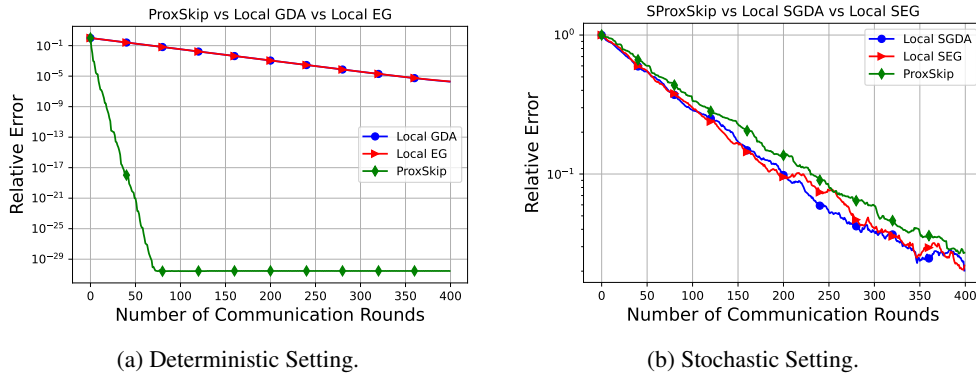 ProxSkip vs Local GDA vs Local EG
Relative Error
10⁻¹
10⁻⁵
10⁻⁹
10⁻¹³
10⁻¹⁷
10⁻²¹
10⁻²⁵
10⁻²⁹
Local GDA
Local EG
ProxSkip
0 50 100 150 200 250 300 350 400
Number of Communication Rounds
(a) Deterministic Setting.
SProxSkip vs Local SGDA vs Local SEG
Relative Error
10⁰
10⁻¹
Local SGDA
Local SEG
ProxSkip
0 50 100 150 200 250 300 350 400
Number of Communication Rounds
(b) Stochastic Setting.